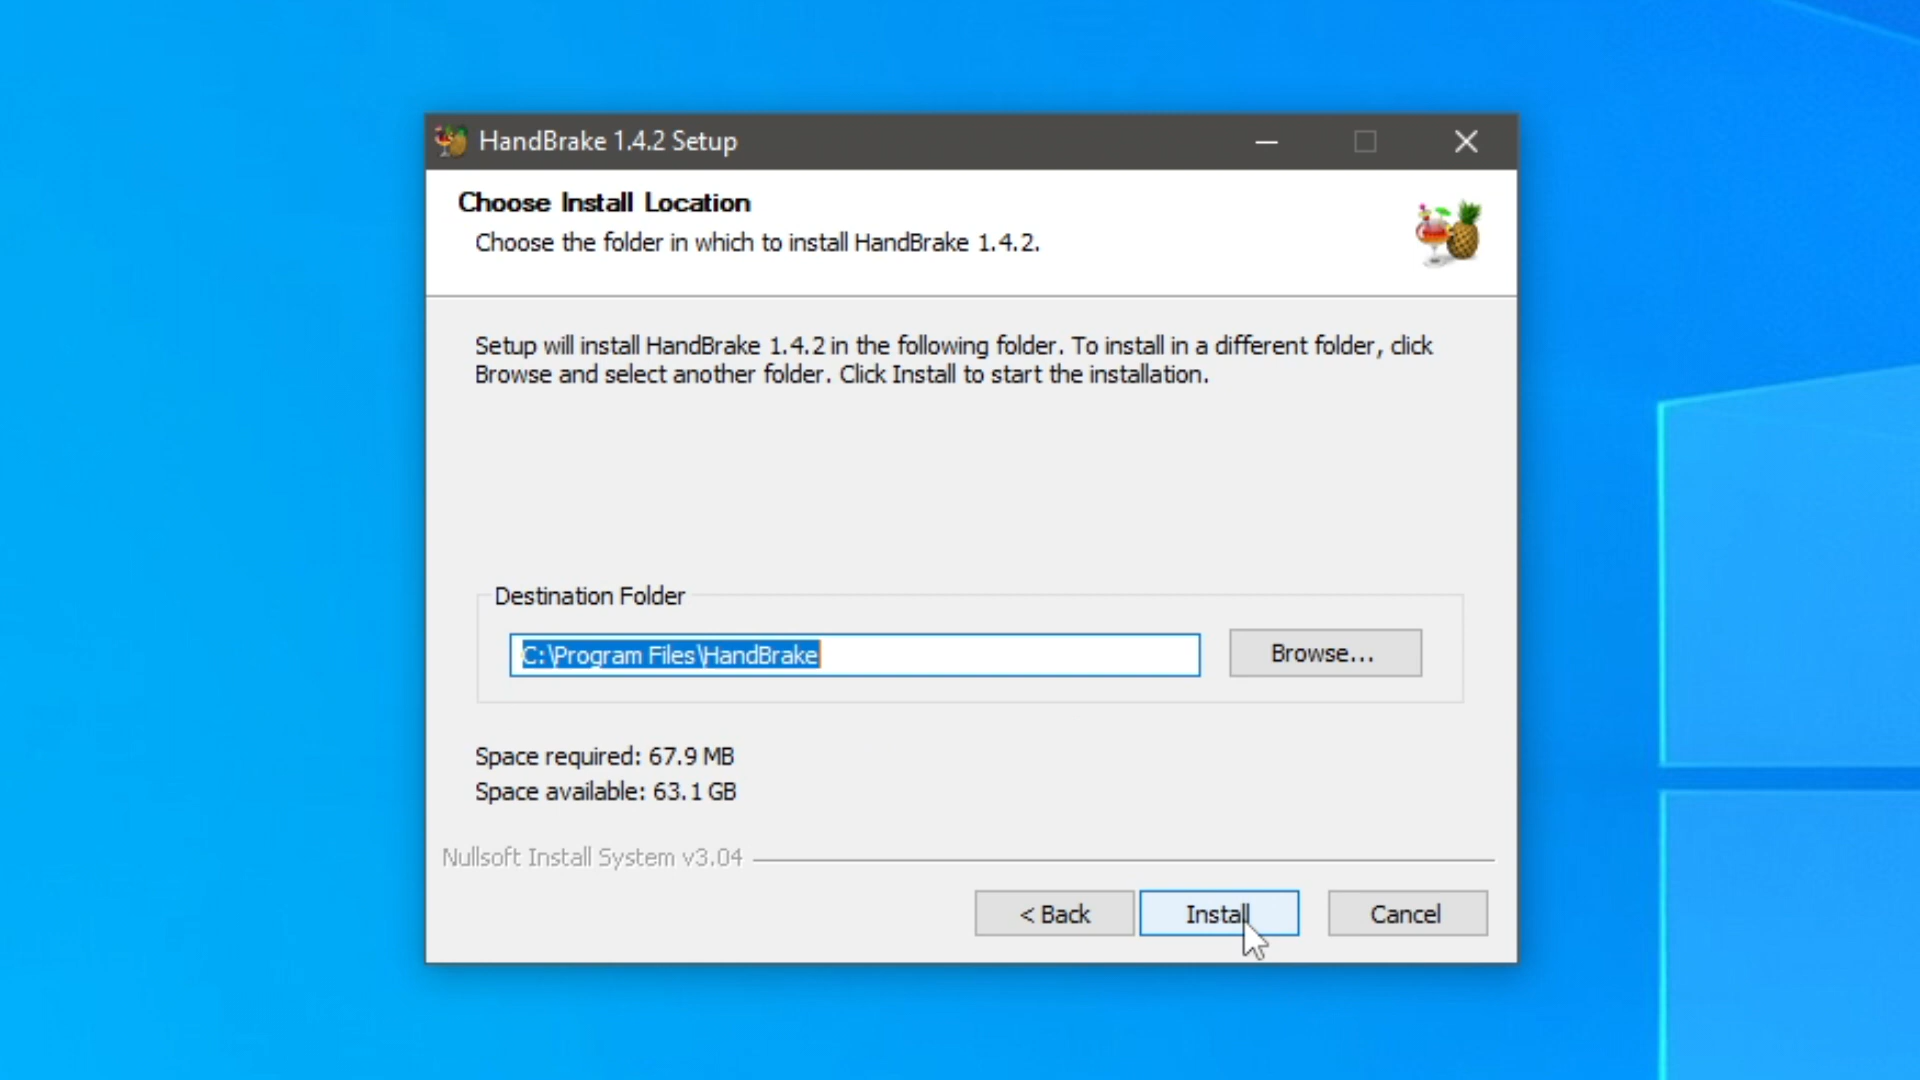 HandBrake 1.4.2 Setup
Choose Install Location
Choose the folder in which to install HandBrake 1.4.2.
Setup will install HandBrake 1.4.2 in the following folder. To install in a different folder, click
Browse and select another folder. Click Install to start the installation.
Destination Folder
C:\Program Files\HandBrake
Browse...
Space required: 67.9 MB
Space available: 63.1 GB
Nullsoft Install System v3.04
< Back
Install
Cancel